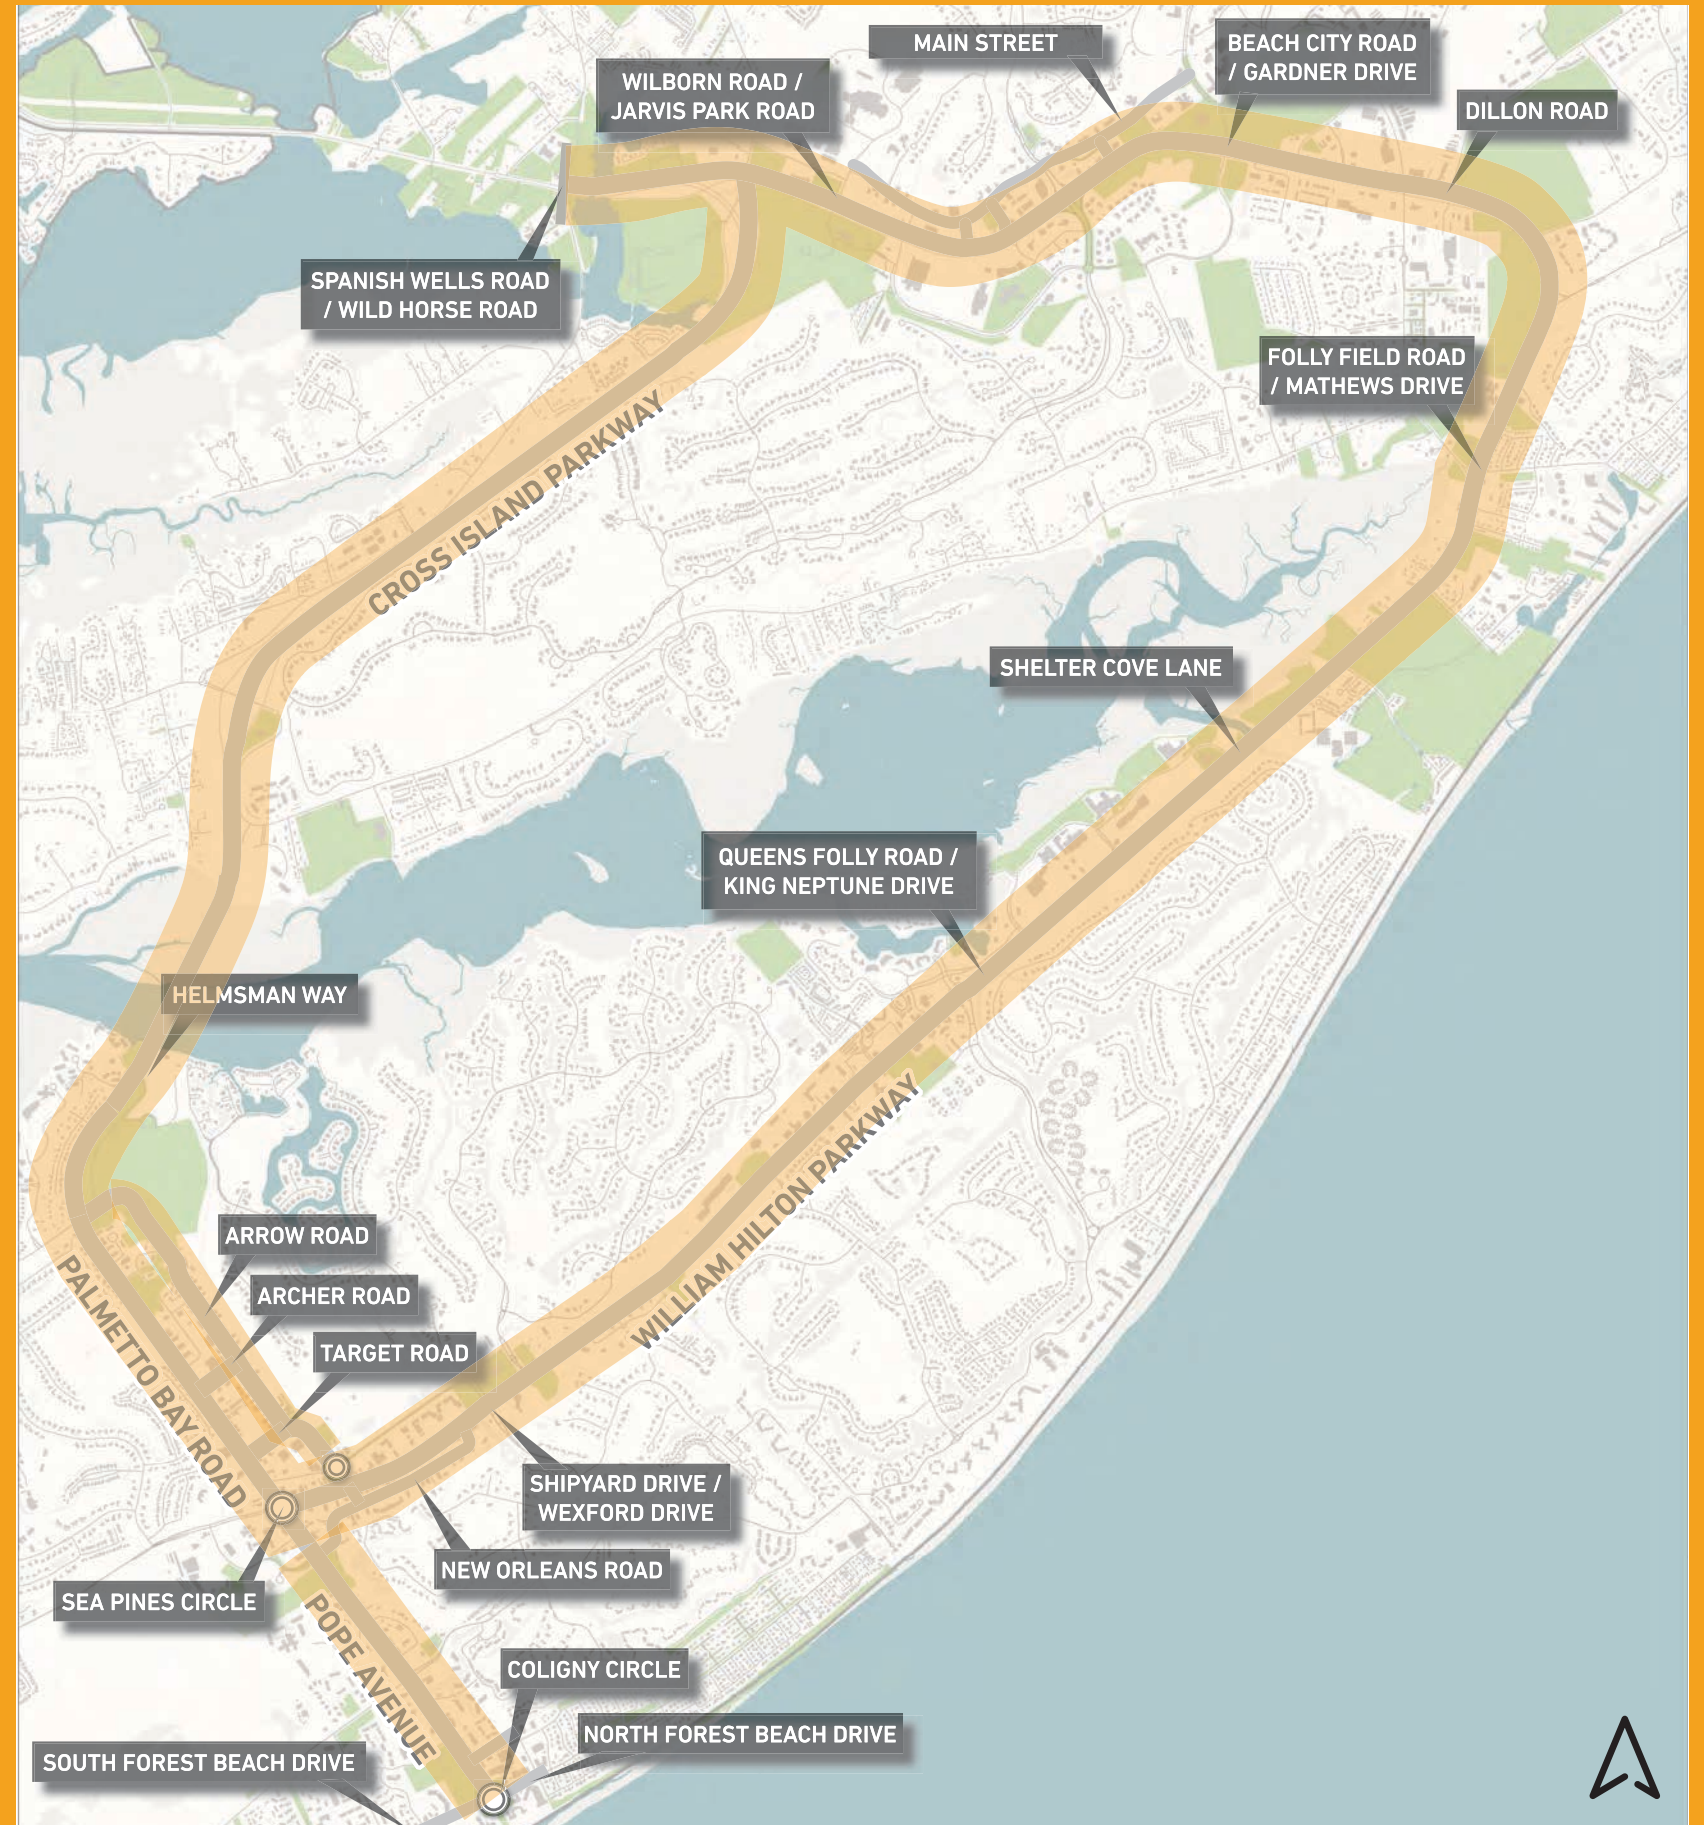 MAIN STREET
BEACH CITY ROAD
/ GARDNER DRIVE
WILBORN ROAD /
JARVIS PARK ROAD
DILLON ROAD
SPANISH WELLS ROAD
/ WILD HORSE ROAD
FOLLY FIELD ROAD
/ MATHEWS DRIVE
CROSS ISLAND PARKWAY
SHELTER COVE LANE
QUEENS FOLLY ROAD /
KING NEPTUNE DRIVE
HELMSMAN WAY
WILLIAM HILTON PARKWAY
ARROW ROAD
ARCHER ROAD
TARGET ROAD
PALMETTO BAY ROAD
SHIPYARD DRIVE /
WEXFORD DRIVE
NEW ORLEANS ROAD
SEA PINES CIRCLE
POPE AVENUE
COLIGNY CIRCLE
NORTH FOREST BEACH DRIVE
SOUTH FOREST BEACH DRIVE